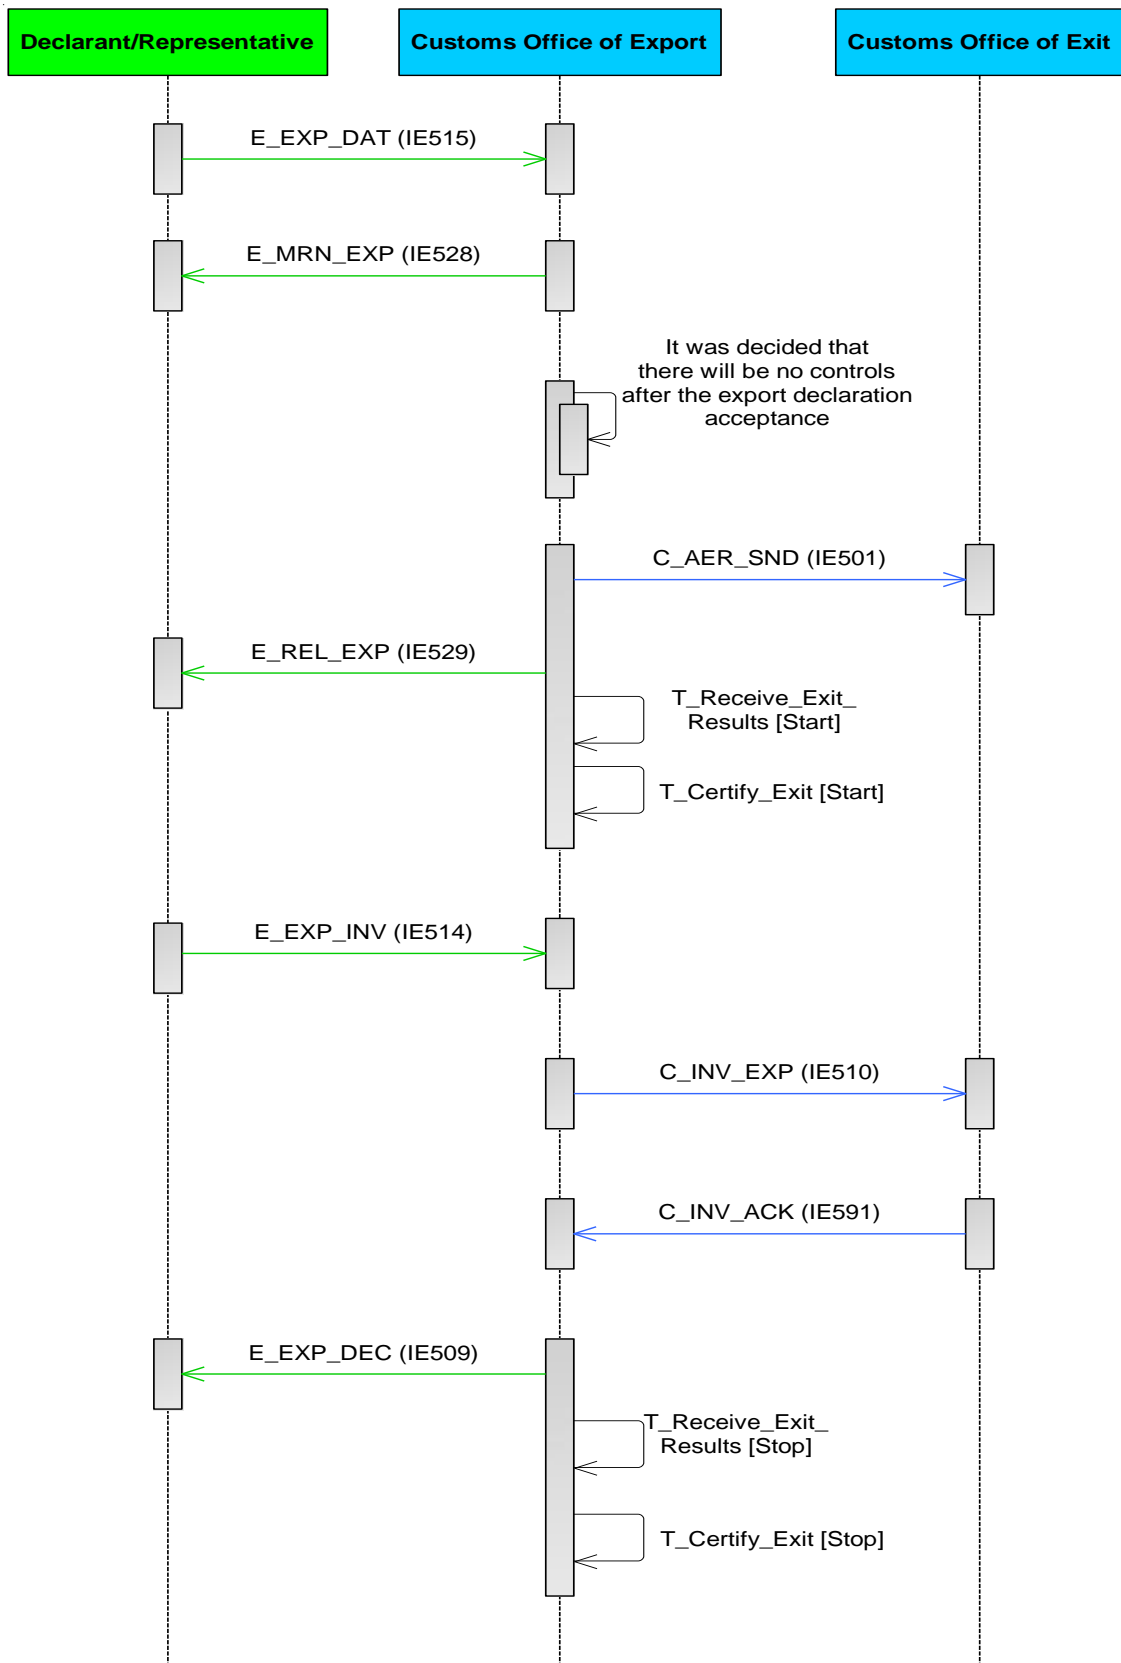 Declarant/Representative
Customs Office of Export
Customs Office of Exit
E_EXP_DAT (IE515)
E_MRN_EXP (IE528)
It was decided that
there will be no controls
after the export declaration
acceptance
C_AER_SND (IE501)
E_REL_EXP (IE529)
T_Receive_Exit_
Results [Start]
T_Certify_Exit [Start]
E_EXP_INV (IE514)
C_INV_EXP (IE510)
C_INV_ACK (IE591)
E_EXP_DEC (IE509)
T_Receive_Exit_
Results [Stop]
T_Certify_Exit [Stop]